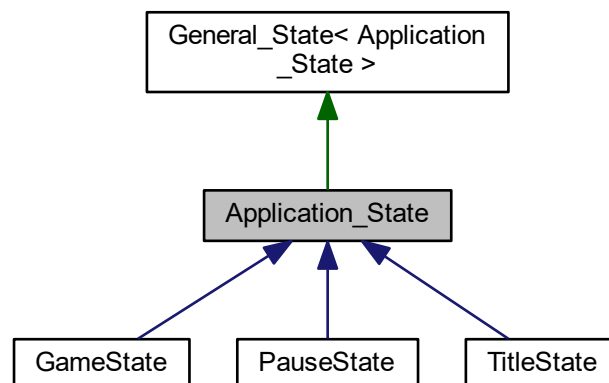 General_State< Application
_State >
Application_State
GameState
PauseState
TitleState